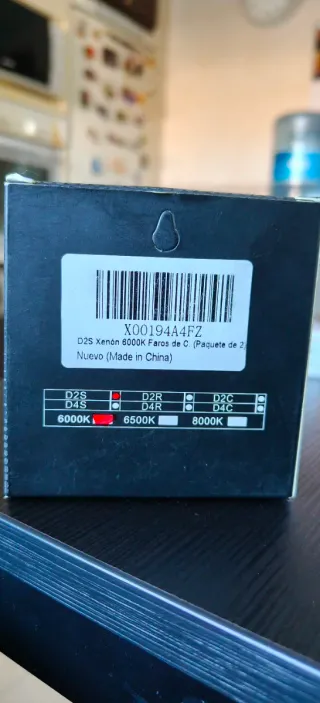 X00194A4FZ
D2S Xenón 6000K Faros de C. (Paquete de 2)
Nuevo (Made in China)
D2S D2R D2C
D4S D4R D4C
6000K 6500K 8000K